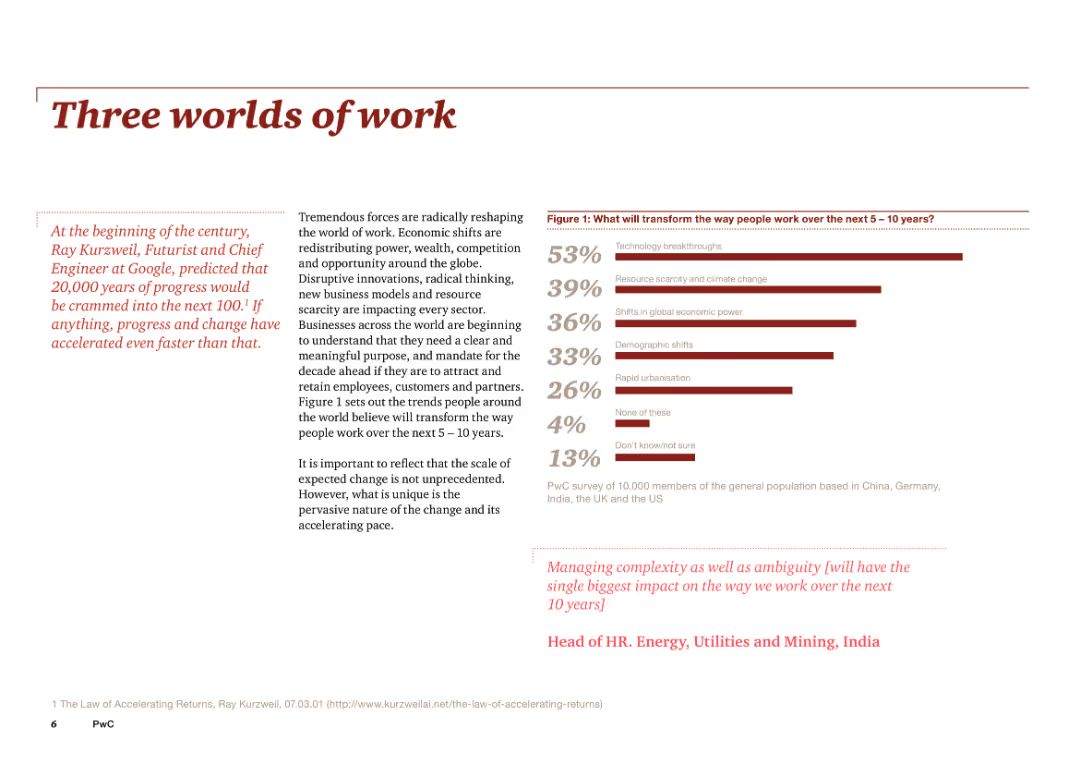 Three worlds of work
At the beginning of the century,
Ray Kurzweil, Futurist and Chief
Engineer at Google, predicted that
20,000 years of progress would
be crammed into the next 100.¹ If
anything, progress and change have
accelerated even faster than that.
Tremendous forces are radically reshaping
the world of work. Economic shifts are
redistributing power, wealth, competition
and opportunity around the globe.
Disruptive innovations, radical thinking,
new business models and resource
scarcity are impacting every sector.
Businesses across the world are beginning
to understand that they need a clear and
meaningful purpose, and mandate for the
decade ahead if they are to attract and
retain employees, customers and partners.
Figure 1 sets out the trends people around
the world believe will transform the way
people work over the next 5 – 10 years.
It is important to reflect that the scale of
expected change is not unprecedented.
However, what is unique is the
pervasive nature of the change and its
accelerating pace.
Figure 1: What will transform the way people work over the next 5 – 10 years?
53% Technology breakthroughs
39% Resource scarcity and climate change
36% Shifts in global economic power
33% Demographic shifts
26% Rapid urbanisation
4% None of these
13% Don't know/not sure
PwC survey of 10,000 members of the general population based in China, Germany,
India, the UK and the US
Managing complexity as well as ambiguity [will have the
single biggest impact on the way we work over the next
10 years]
Head of HR. Energy, Utilities and Mining, India
1 The Law of Accelerating Returns, Ray Kurzweil, 07.03.01 (http://www.kurzweilai.net/the-law-of-accelerating-returns)
6 PwC